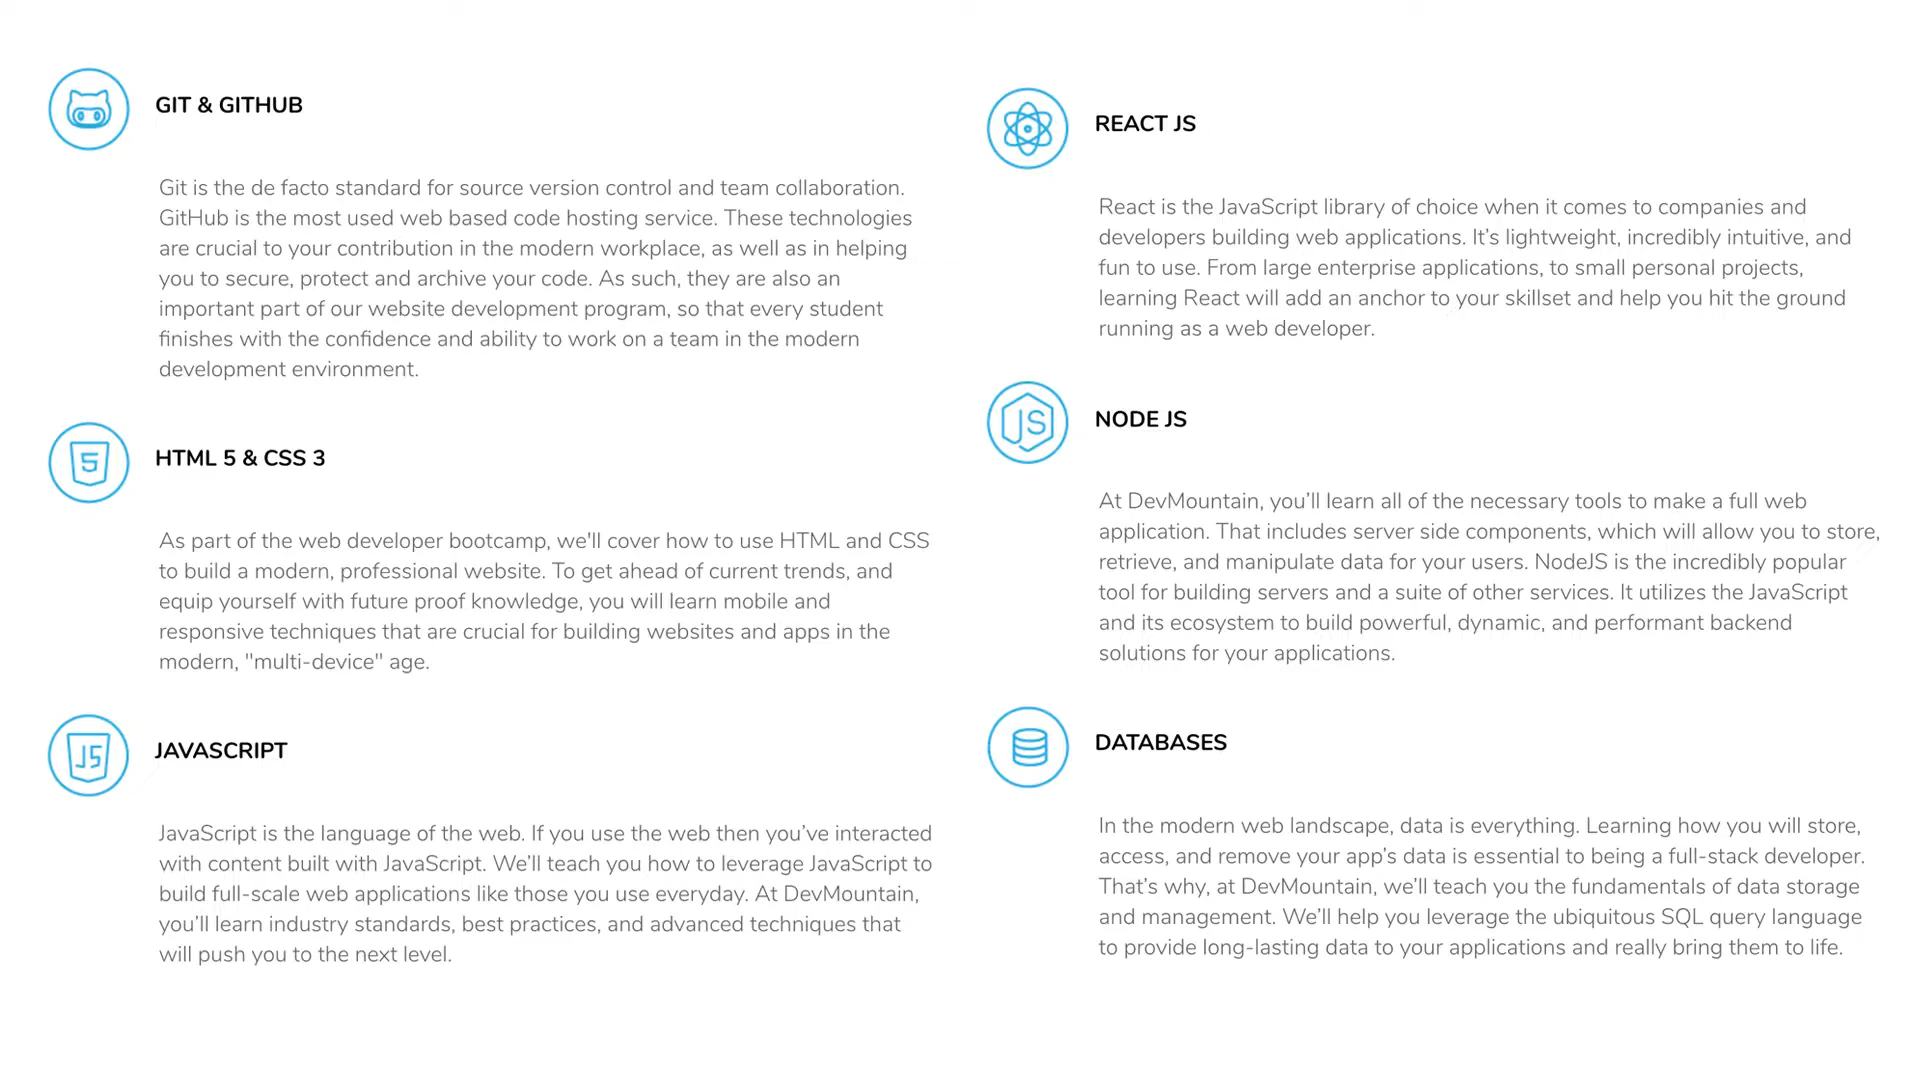 GIT & GITHUB
Git is the de facto standard for source version control and team collaboration.
GitHub is the most used web based code hosting service. These technologies
are crucial to your contribution in the modern workplace, as well as in helping
you to secure, protect and archive your code. As such, they are also an
important part of our website development program, so that every student
finishes with the confidence and ability to work on a team in the modern
development environment.
5
HTML 5 & CSS 3
As part of the web developer bootcamp, we'll cover how to use HTML and CSS
to build a modern, professional website. To get ahead of current trends, and
equip yourself with future proof knowledge, you will learn mobile and
responsive techniques that are crucial for building websites and apps in the
modern, "multi-device" age.
JS
JAVASCRIPT
JavaScript is the language of the web. If you use the web then you’ve interacted
with content built with JavaScript. We’ll teach you how to leverage JavaScript to
build full-scale web applications like those you use everyday. At DevMountain,
you’ll learn industry standards, best practices, and advanced techniques that
will push you to the next level.
REACT JS
React is the JavaScript library of choice when it comes to companies and
developers building web applications. It’s lightweight, incredibly intuitive, and
fun to use. From large enterprise applications, to small personal projects,
learning React will add an anchor to your skillset and help you hit the ground
running as a web developer.
JS
NODE JS
At DevMountain, you’ll learn all of the necessary tools to make a full web
application. That includes server side components, which will allow you to store,
retrieve, and manipulate data for your users. NodeJS is the incredibly popular
tool for building servers and a suite of other services. It utilizes the JavaScript
and its ecosystem to build powerful, dynamic, and performant backend
solutions for your applications.
DATABASES
In the modern web landscape, data is everything. Learning how you will store,
access, and remove your app’s data is essential to being a full-stack developer.
That’s why, at DevMountain, we’ll teach you the fundamentals of data storage
and management. We’ll help you leverage the ubiquitous SQL query language
to provide long-lasting data to your applications and really bring them to life.